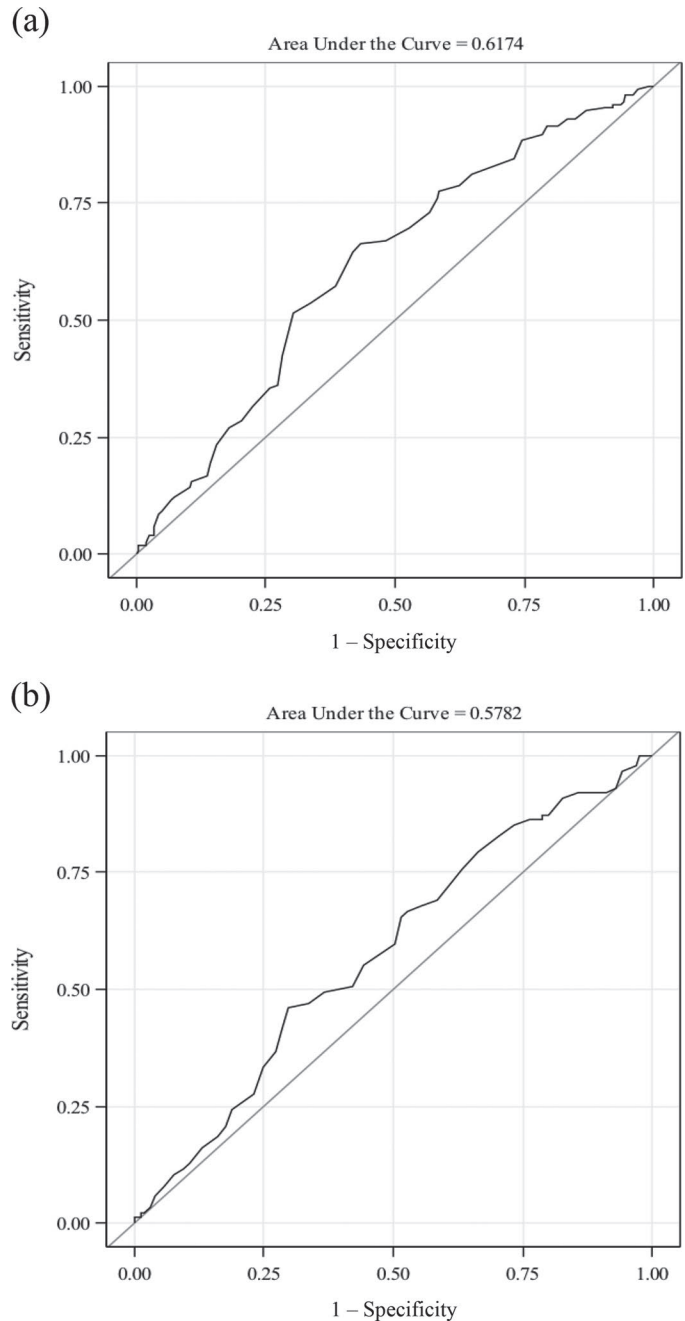 (a)
Area Under the Curve = 0.6174
1.00
0.75
0.50
0.25
0.00
Sensitivity
0.00 0.25 0.50 0.75 1.00
1 – Specificity
(b)
Area Under the Curve = 0.5782
1.00
0.75
0.50
0.25
0.00
Sensitivity
0.00 0.25 0.50 0.75 1.00
1 – Specificity